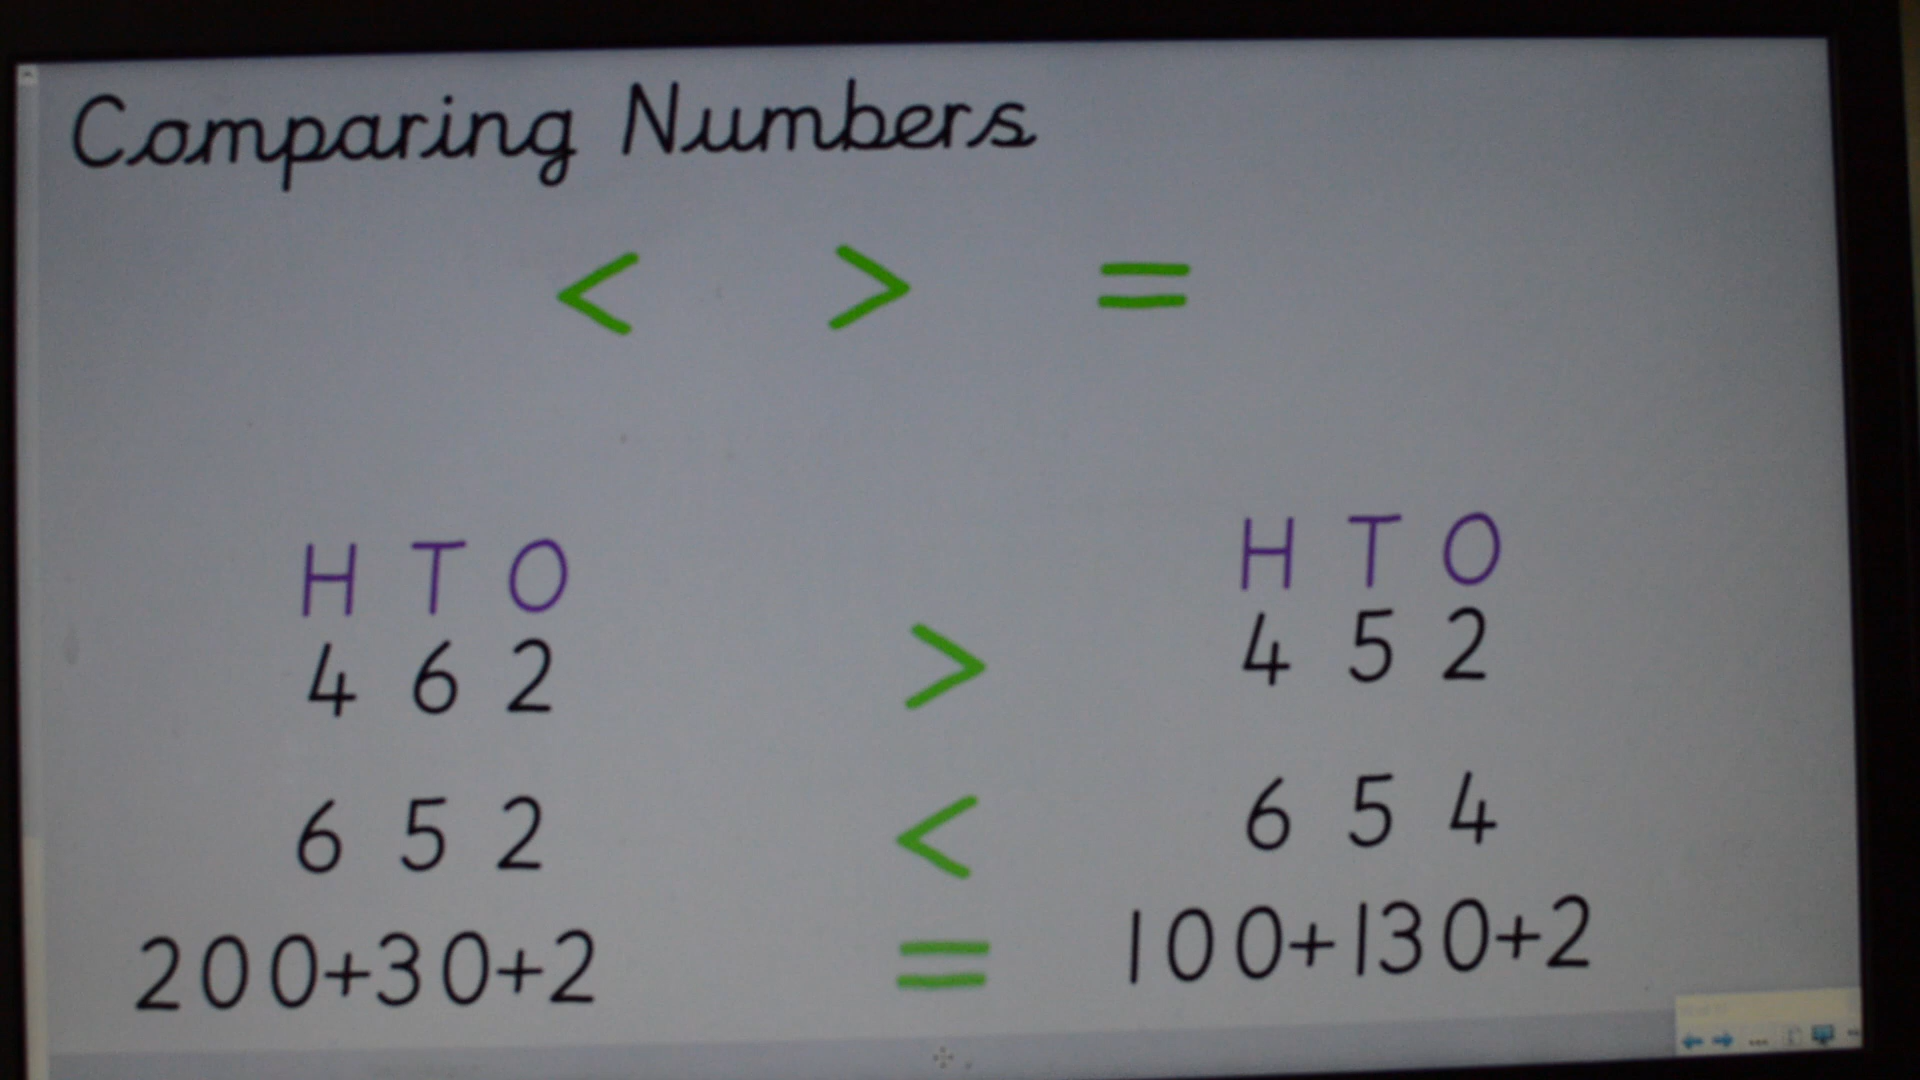 Comparing Numbers
< > =
H T O H T O
4 6 2 > 4 5 2
6 5 2 < 6 5 4
200+30+2 = 100+130+2